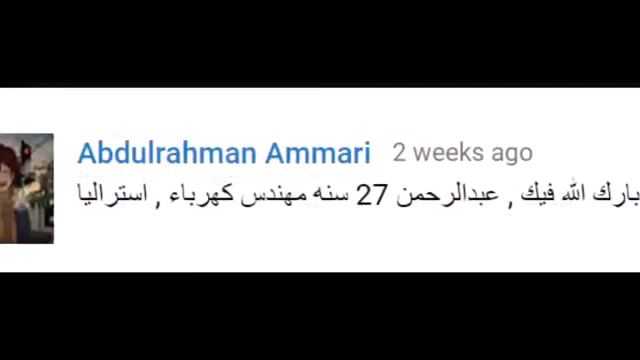 Abdulrahman Ammari 2 weeks ago
بارك الله فيك , عبدالرحمن 27 سنه مهندس كهرباء , استراليا